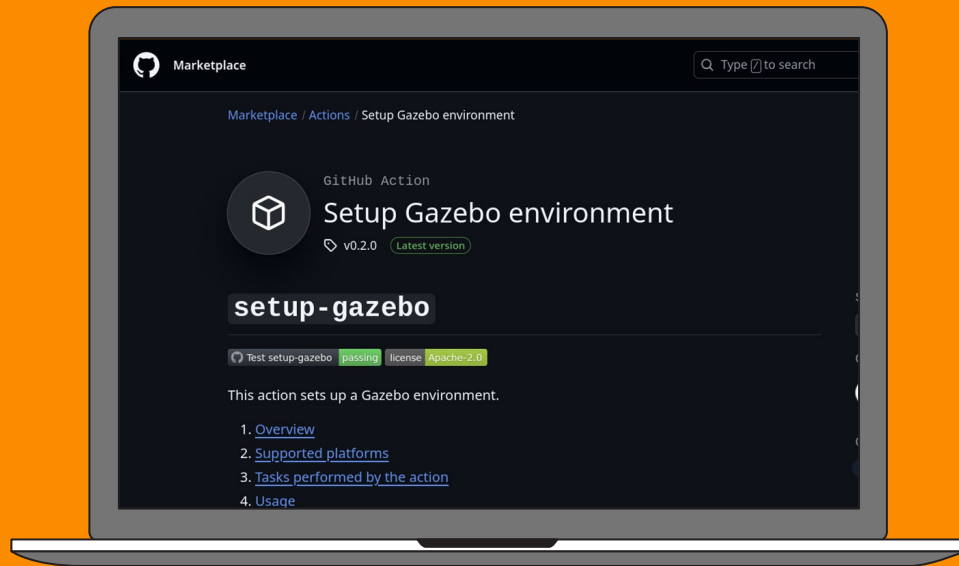 Marketplace
Type / to search
Marketplace / Actions / Setup Gazebo environment
GitHub Action
Setup Gazebo environment
v0.2.0 Latest version
setup-gazebo
Test setup-gazebo passing license Apache-2.0
This action sets up a Gazebo environment.
1. Overview
2. Supported platforms
3. Tasks performed by the action
4. Usage